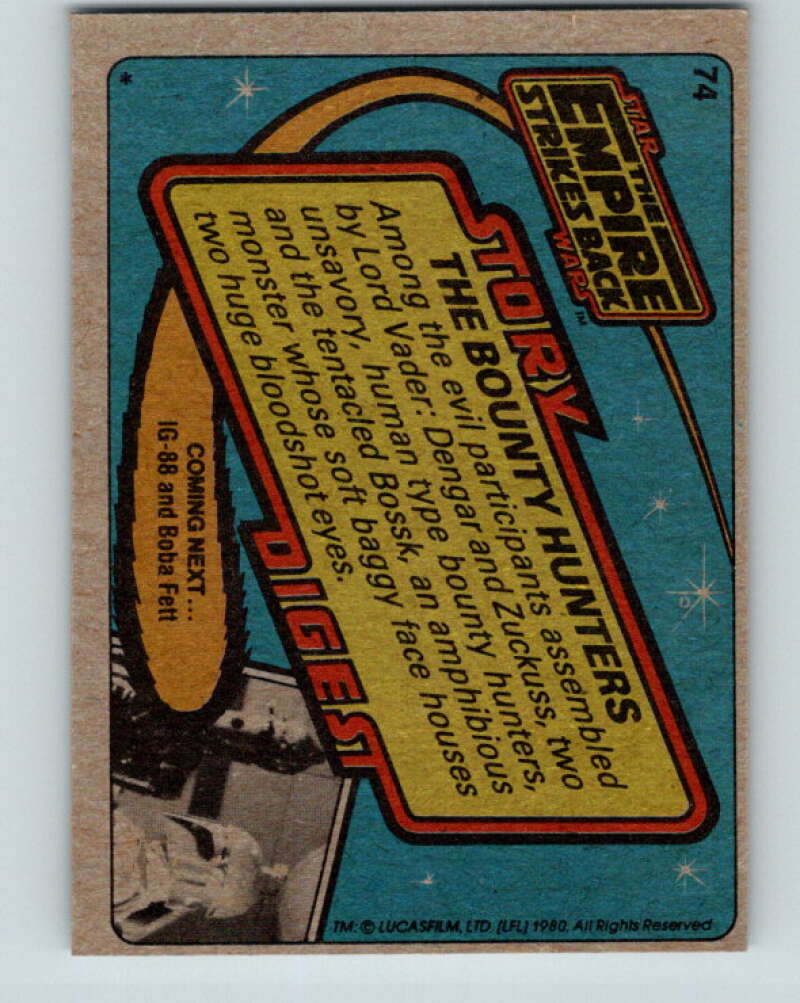 74
STAR
THE
EMPIRE
STRIKES BACK
WARS™
STORY
THE BOUNTY HUNTERS
Among the evil participants assembled
by Lord Vader: Dengar and Zuckuss, two
unsavory, human type bounty hunters,
and the tentacled Bossk, an amphibious
monster whose soft baggy face houses
two huge bloodshot eyes.
DIGEST
COMING NEXT...
IG-88 and Boba Fett
*
TM: © LUCASFILM, LTD. [LFL] 1980. All Rights Reserved